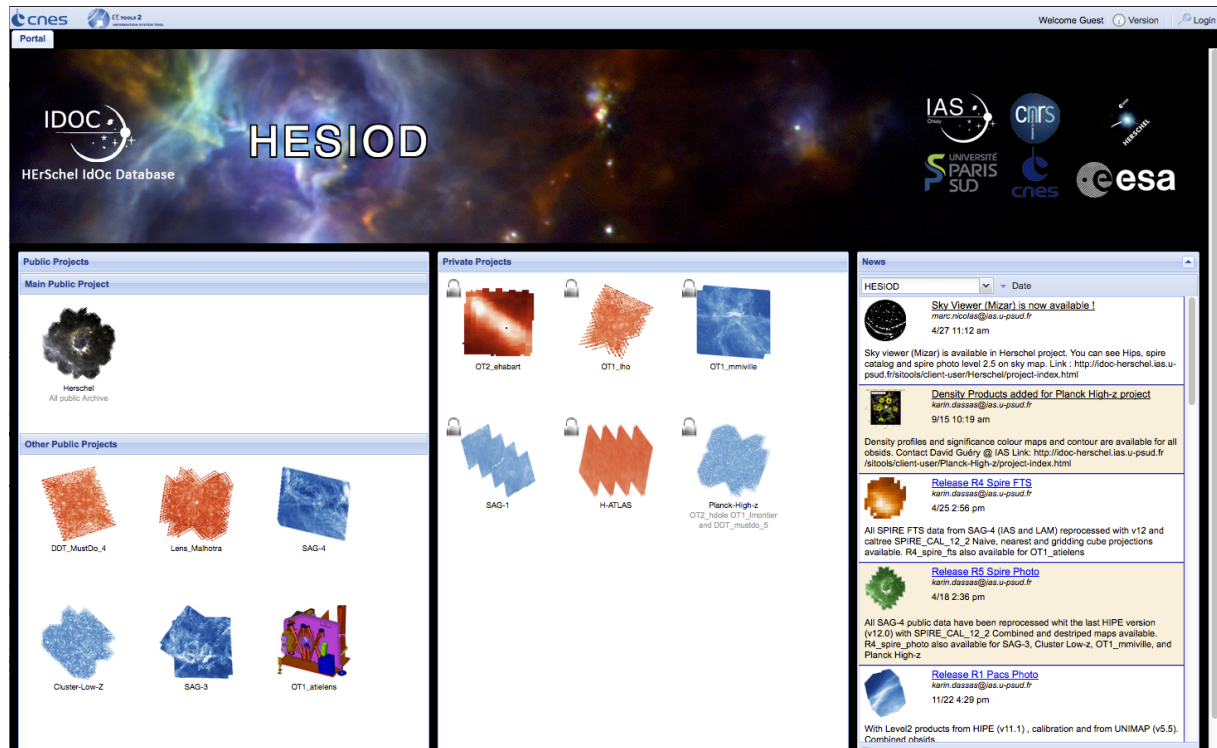 cnes
TOOLS 2
INFORMATION SYSTEM TOOL
Welcome Guest
Version
Login
Portal
IDOC
HErSchel IdOc Database
HESIOD
IAS
Orsay
cnrs
HERSCHEL
UNIVERSITÉ
PARIS
SUD
cnes
esa
Public Projects
Main Public Project
Herschel
All public Archive
Other Public Projects
DDT_MustDo_4
Lens_Malhotra
SAG-4
Cluster-Low-Z
SAG-3
OT1_atielens
Private Projects
OT2_ehabart
OT1_lho
OT1_mmiville
SAG-1
H-ATLAS
Planck-High-z
OT2_hdole OT1_lmontier
and DDT_mustdo_5
News
HESIOD
Date
Sky Viewer (Mizar) is now available !
marc.nicolas@ias.u-psud.fr
4/27 11:12 am
Sky viewer (Mizar) is available in Herschel project. You can see Hips, spire
catalog and spire photo level 2.5 on sky map. Link : http://idoc-herschel.ias.u-
psud.fr/sitools/client-user/Herschel/project-index.html
Density Products added for Planck High-z project
karin.dassas@ias.u-psud.fr
9/15 10:19 am
Density profiles and significance colour maps and contour are available for all
obsids. Contact David Guéry @ IAS Link: http://idoc-herschel.ias.u-psud.fr
/sitools/client-user/Planck-High-z/project-index.html
Release R4 Spire FTS
karin.dassas@ias.u-psud.fr
4/25 2:56 pm
All SPIRE FTS data from SAG-4 (IAS and LAM) reprocessed with v12 and
caltree SPIRE_CAL_12_2 Naive, nearest and gridding cube projections
available. R4_spire_fts also available for OT1_atielens
Release R5 Spire Photo
karin.dassas@ias.u-psud.fr
4/18 2:36 pm
All SAG-4 public data have been reprocessed whit the last HIPE version
(v12.0) with SPIRE_CAL_12_2 Combined and destriped maps available.
R4_spire_photo also available for SAG-3, Cluster Low-z, OT1_mmiville, and
Planck High-z
Release R1 Pacs Photo
karin.dassas@ias.u-psud.fr
11/22 4:29 pm
With Level2 products from HIPE (v11.1) , calibration and from UNIMAP (v5.5).
Combined obsids